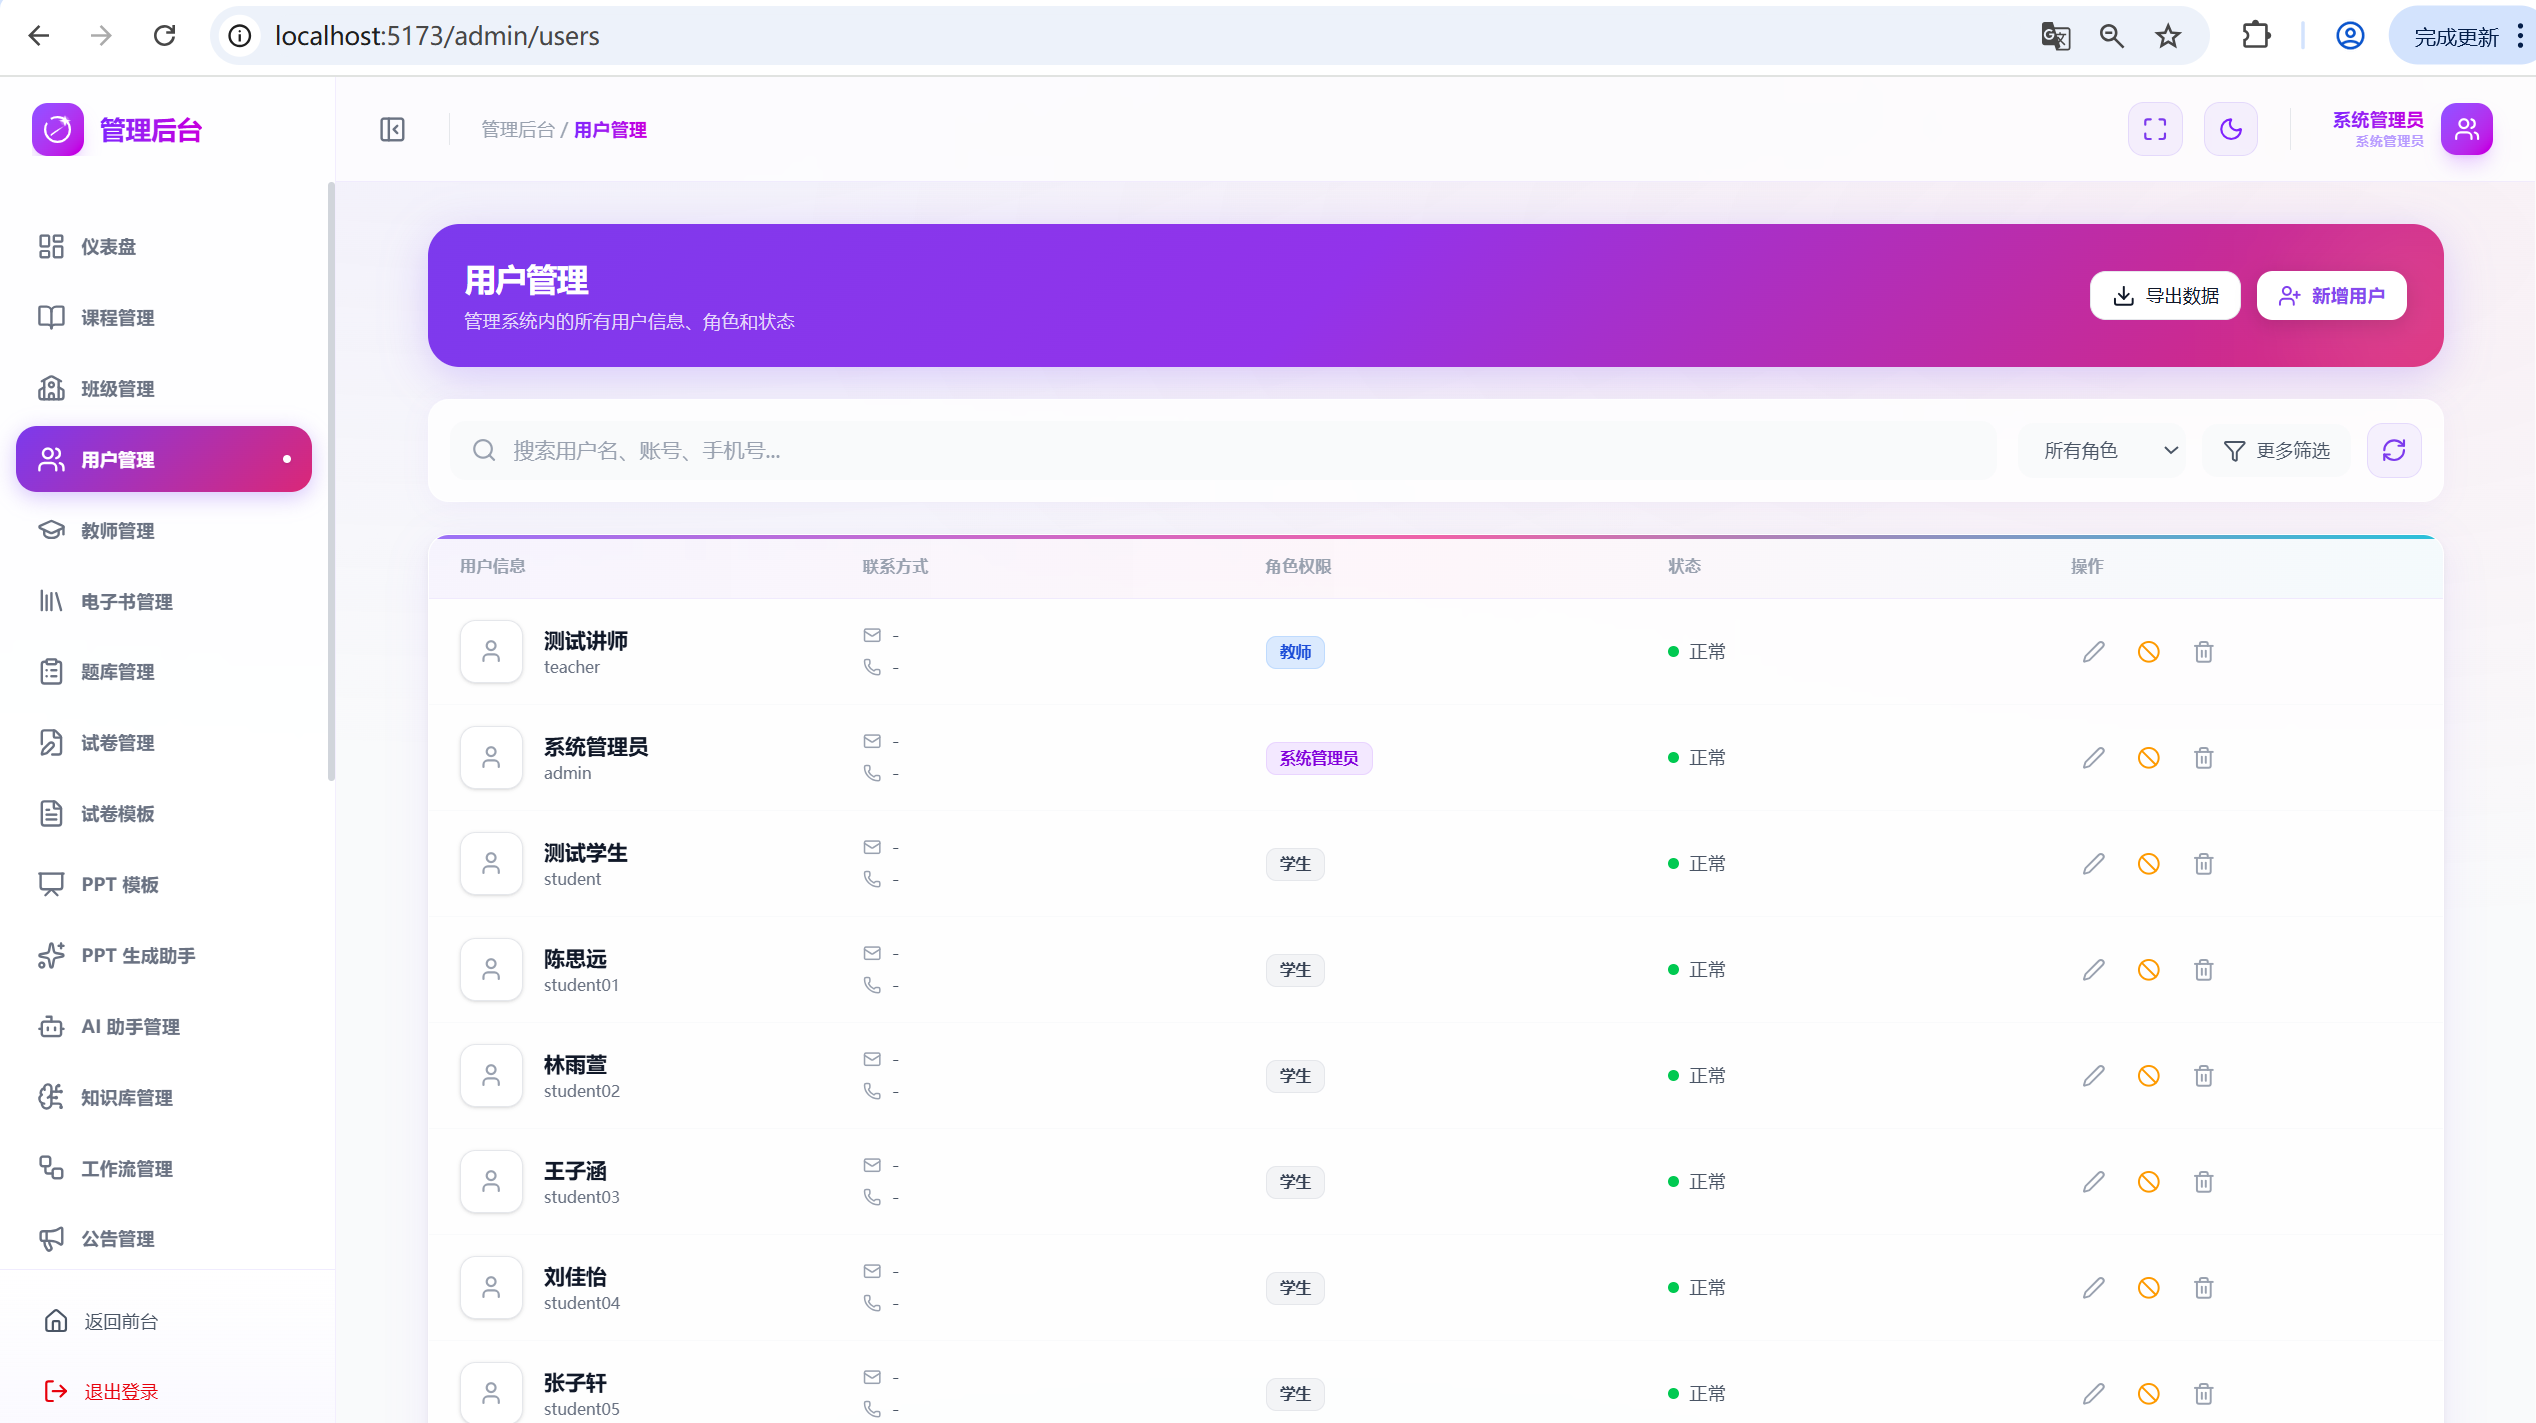 localhost:5173/admin/users
完成更新
管理后台
管理后台 / 用户管理
系统管理员
系统管理员
仪表盘
课程管理
班级管理
用户管理
教师管理
电子书管理
题库管理
试卷管理
试卷模板
PPT 模板
PPT 生成助手
AI 助手管理
知识库管理
工作流管理
公告管理
返回前台
退出登录
用户管理
管理系统内的所有用户信息、角色和状态
导出数据
新增用户
搜索用户名、账号、手机号...
所有角色
更多筛选
用户信息 联系方式 角色权限 状态 操作
测试讲师
teacher
-
-
教师
正常
系统管理员
admin
-
-
系统管理员
正常
测试学生
student
-
-
学生
正常
陈思远
student01
-
-
学生
正常
林雨萱
student02
-
-
学生
正常
王子涵
student03
-
-
学生
正常
刘佳怡
student04
-
-
学生
正常
张子轩
student05
-
-
学生
正常